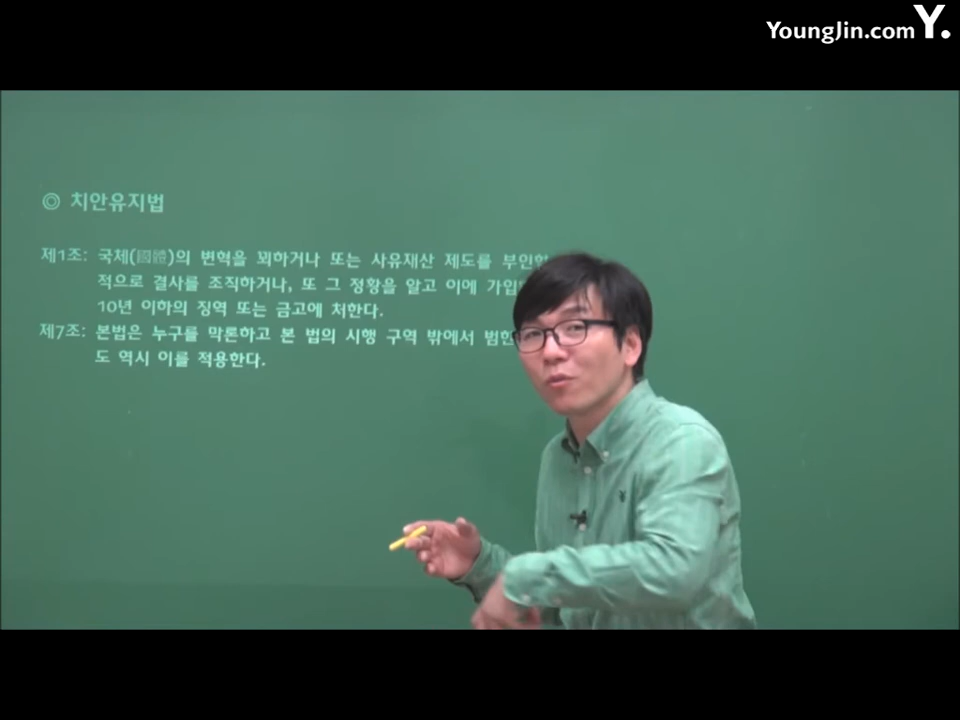 YoungJin.com Y.
◎ 치안유지법
제1조: 국체(國體)의 변혁을 꾀하거나 또는 사유재산 제도를 부인할
적으로 결사를 조직하거나, 또 그 정황을 알고 이에 가입
10년 이하의 징역 또는 금고에 처한다.
제7조: 본법은 누구를 막론하고 본 법의 시행 구역 밖에서 범한
도 역시 이를 적용한다.